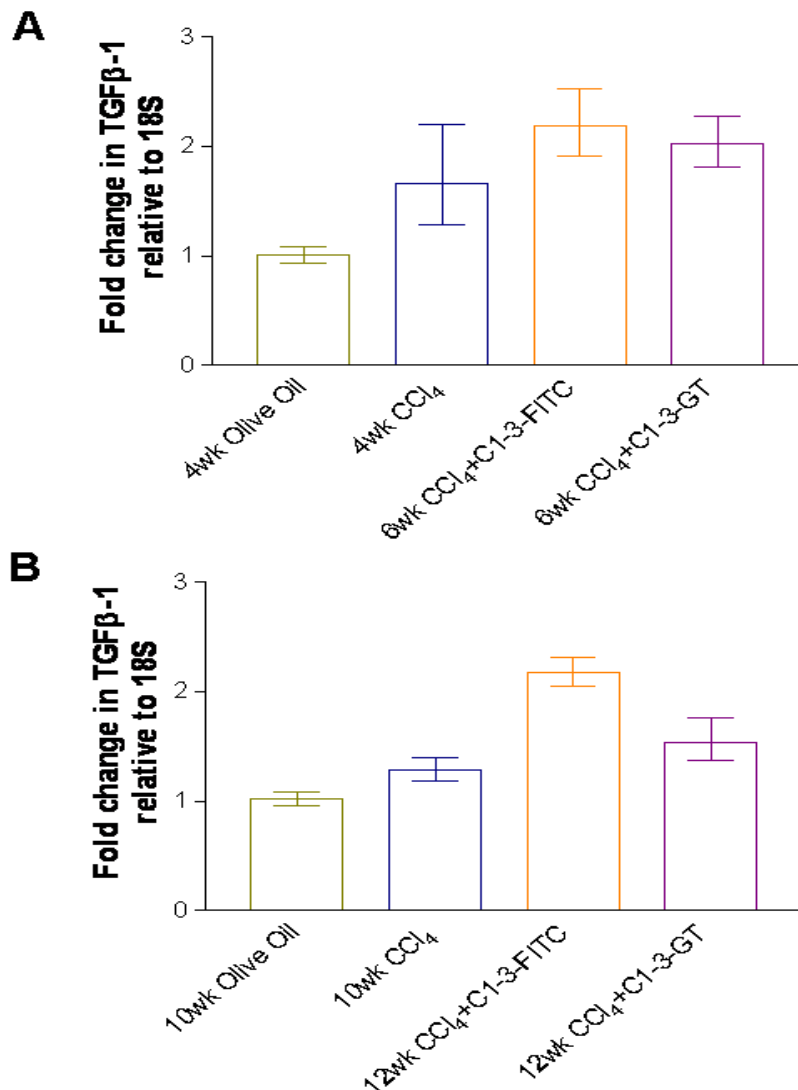 A
Fold change in TGFβ-1
relative to 18S
3
2
1
0
4wk Olive Oil
4wk CCl₄
6wk CCl₄+C1-3-FITC
6wk CCl₄+C1-3-GT
B
Fold change in TGFβ-1
relative to 18S
3
2
1
0
10wk Olive Oil
10wk CCl₄
12wk CCl₄+C1-3-FITC
12wk CCl₄+C1-3-GT